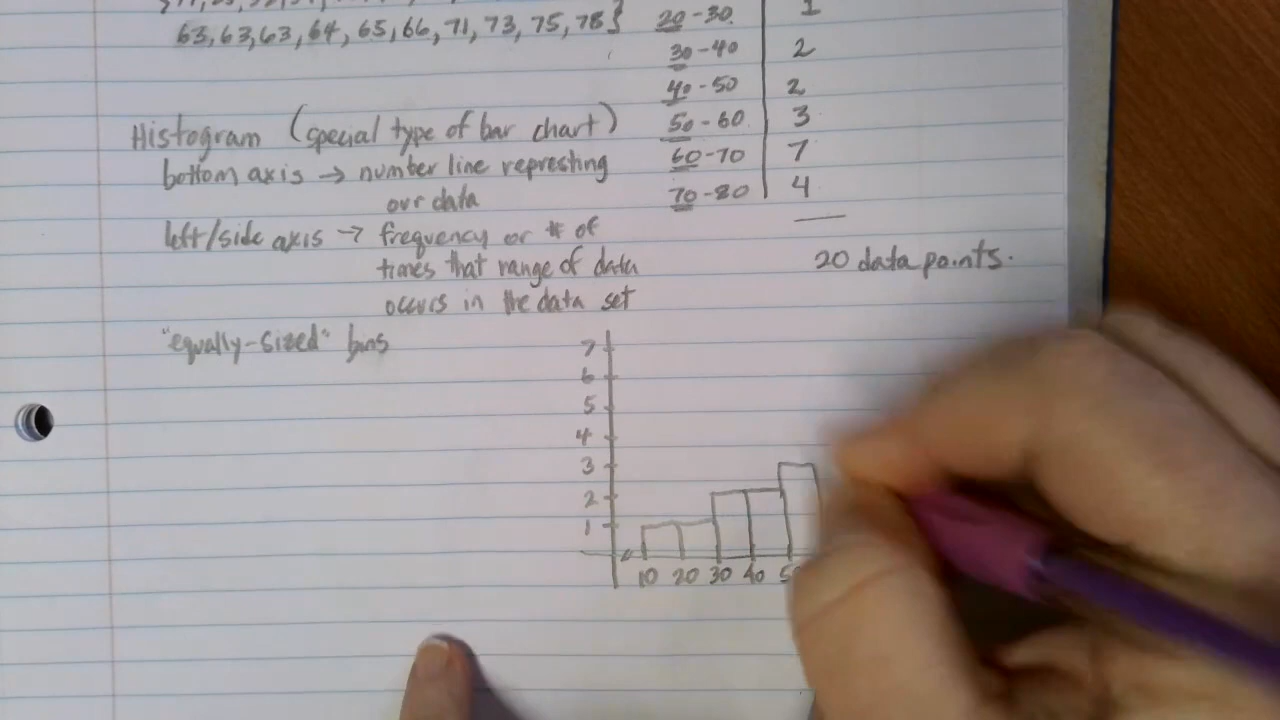 63, 63, 63, 64, 65, 66, 71, 73, 75, 78}
20-30 1
30-40 2
40-50 2
50-60 3
60-70 7
70-80 4
20 data points.
Histogram (special type of bar chart)
bottom axis → number line represting
our data
left/side axis → frequency or # of
times that range of data
occurs in the data set
"equally-sized" bins
7
6
5
4
3
2
1
10 20 30 40